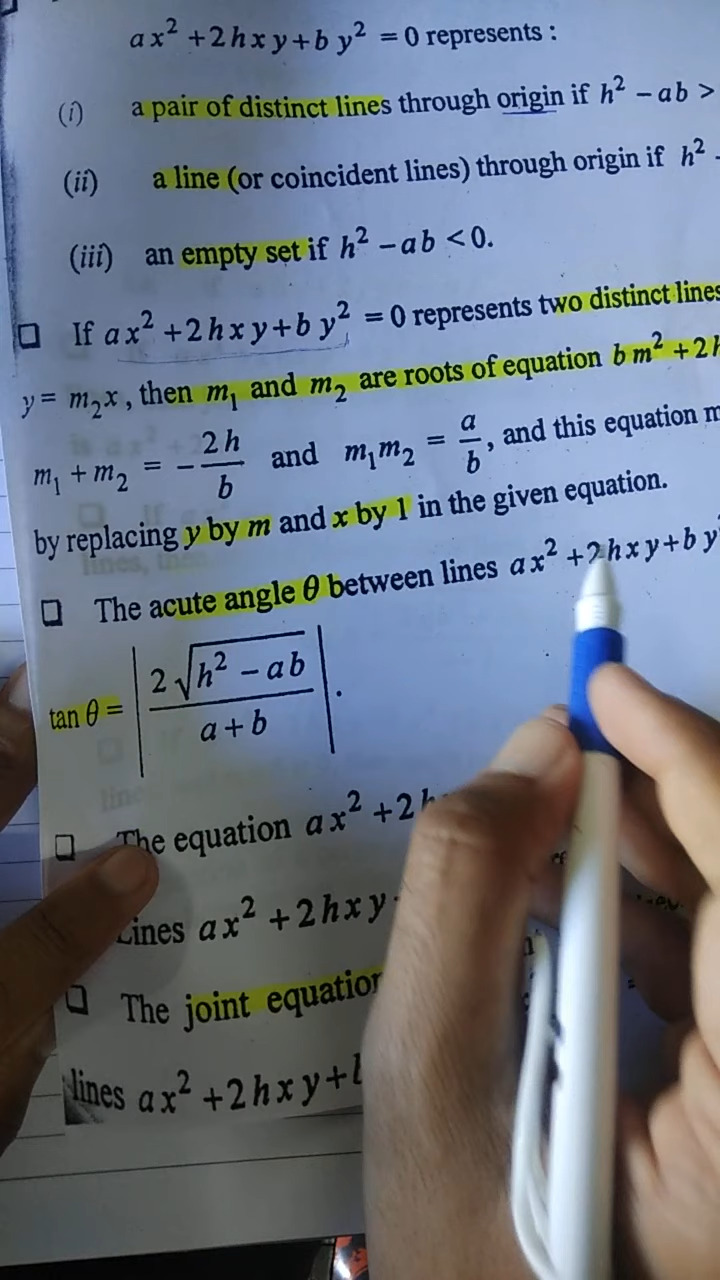 ax² + 2hxy + by² = 0 represents :
(i) a pair of distinct lines through origin if h² − ab >
(ii) a line (or coincident lines) through origin if h² -
(iii) an empty set if h² − ab < 0.
❑ If ax² + 2hxy + by² = 0 represents two distinct lines
y = m₂x, then m₁ and m₂ are roots of equation bm² + 2h
m₁ + m₂ = − 2h/b and m₁m₂ = a/b, and this equation m
by replacing y by m and x by 1 in the given equation.
❑ The acute angle θ between lines ax² + 2hxy + by²
tan θ = | 2√(h² − ab) / (a + b) |.
❑ The equation ax² + 2h
Lines ax² + 2hxy
❑ The joint equation
lines ax² + 2hxy +